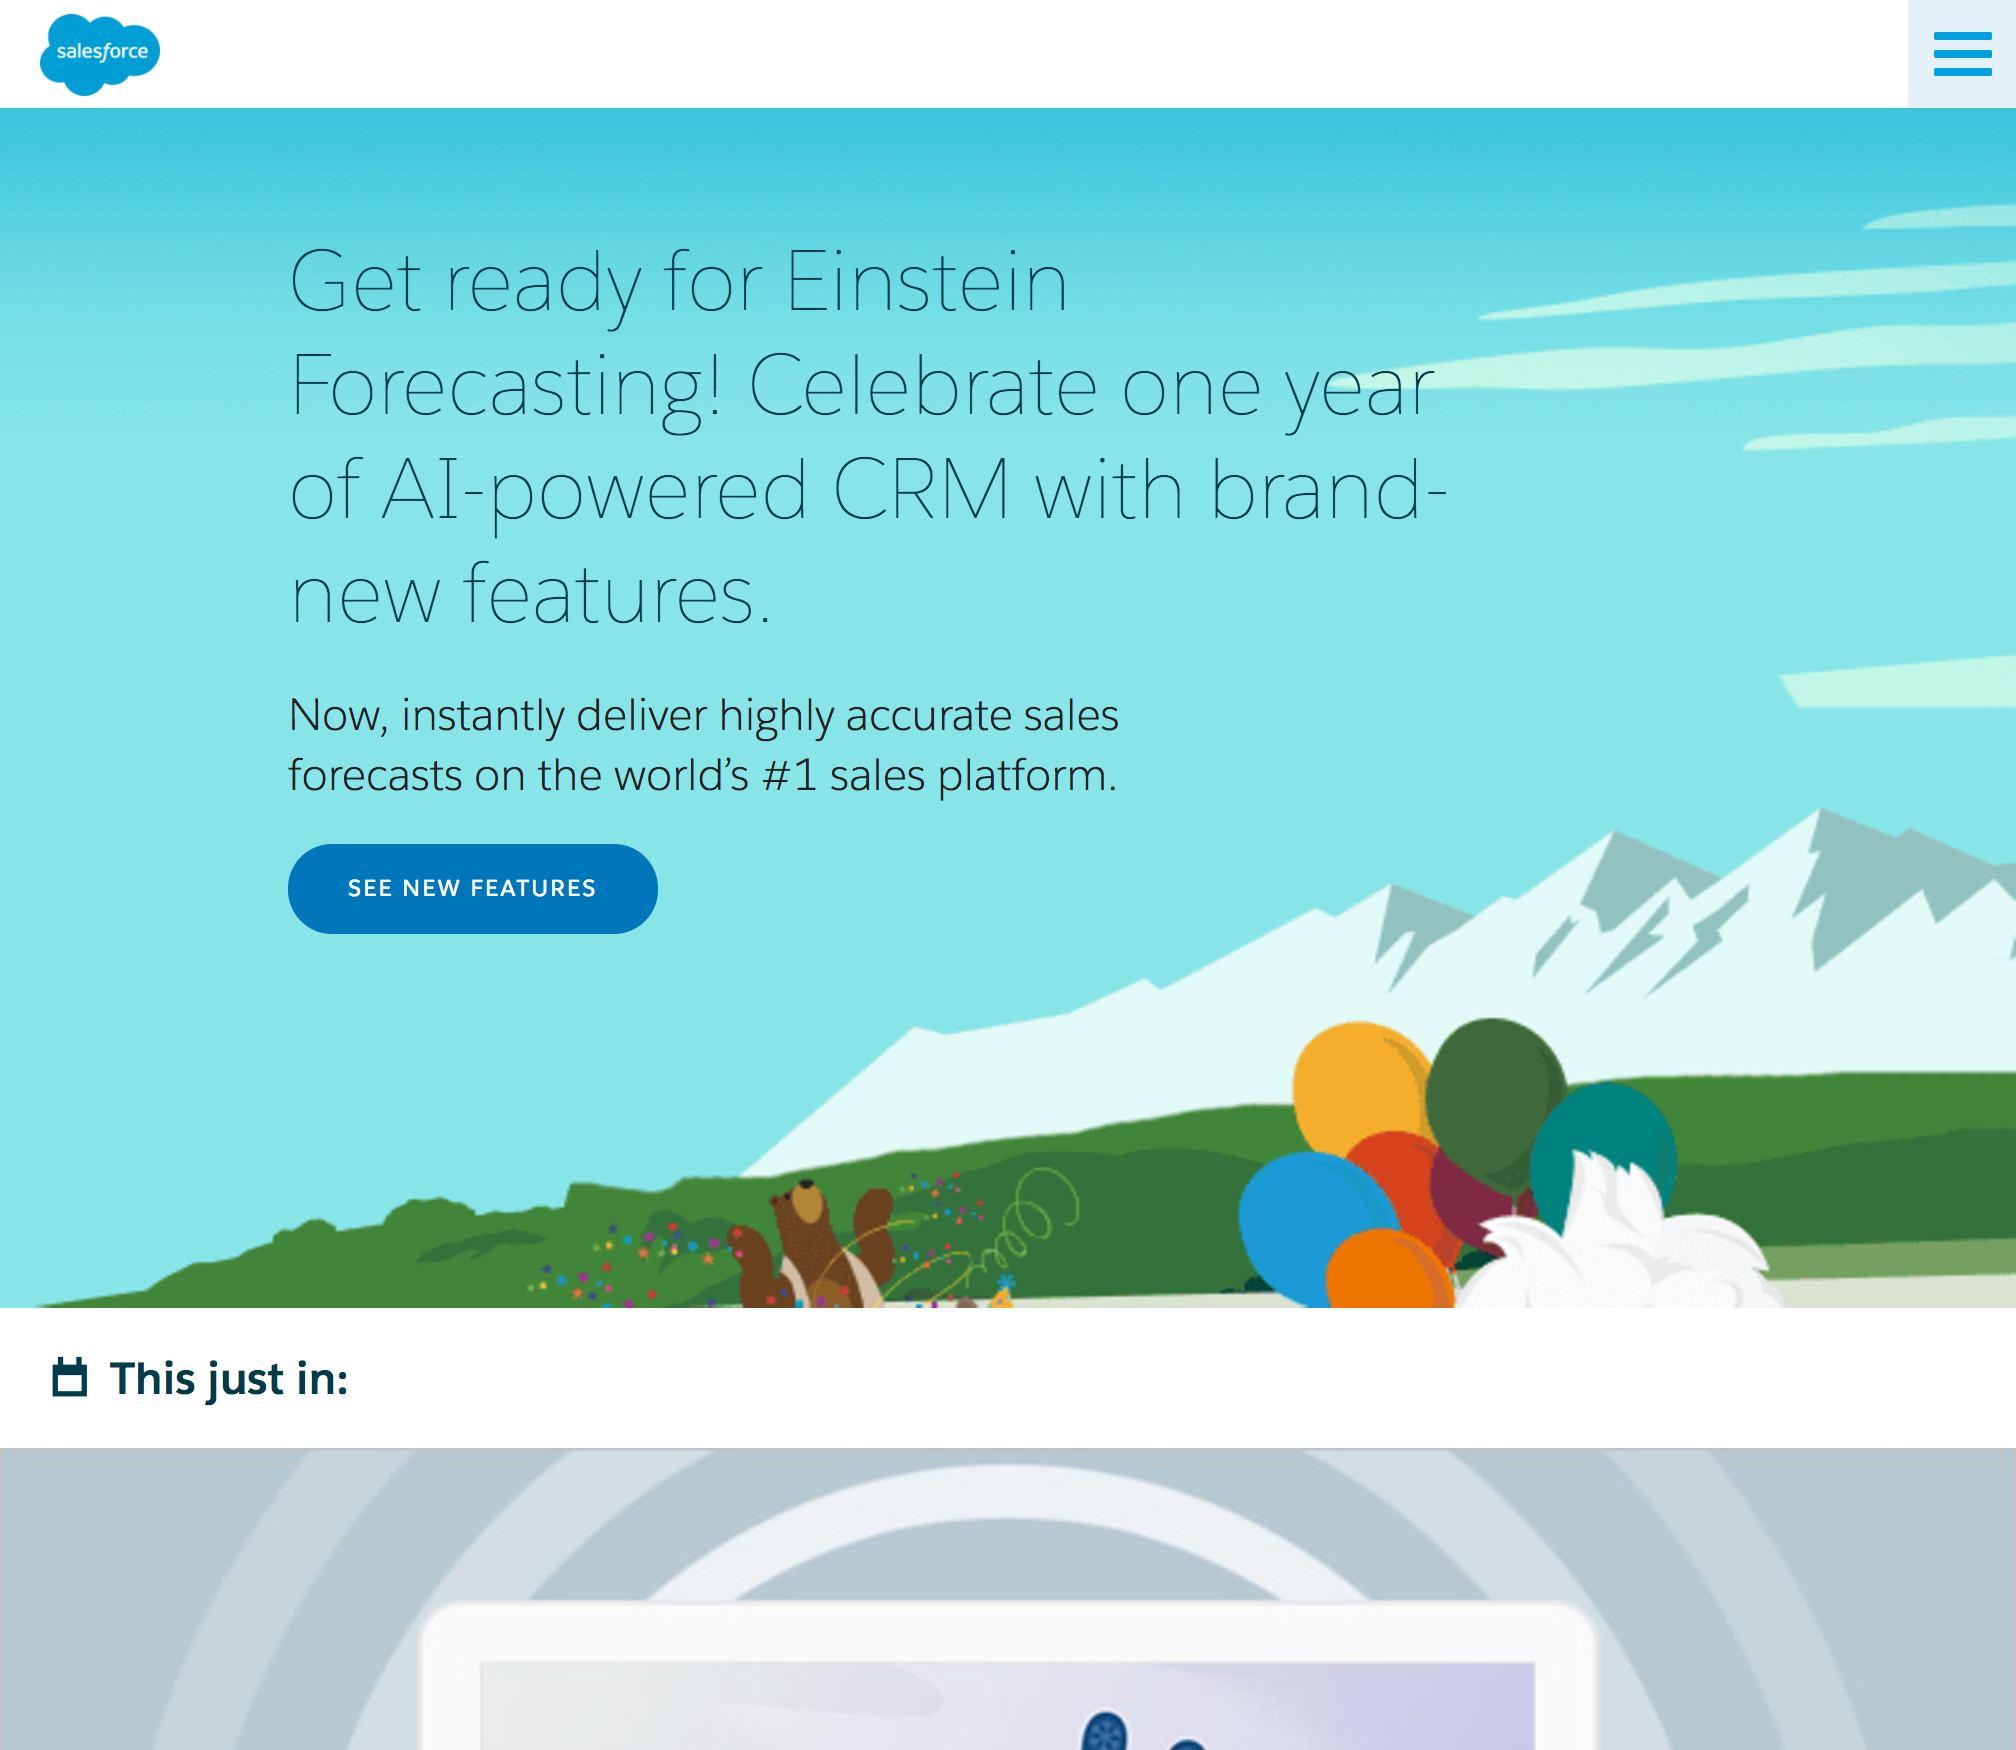 salesforce
Get ready for Einstein
Forecasting! Celebrate one year
of AI-powered CRM with brand-
new features.
Now, instantly deliver highly accurate sales
forecasts on the world’s #1 sales platform.
SEE NEW FEATURES
This just in: